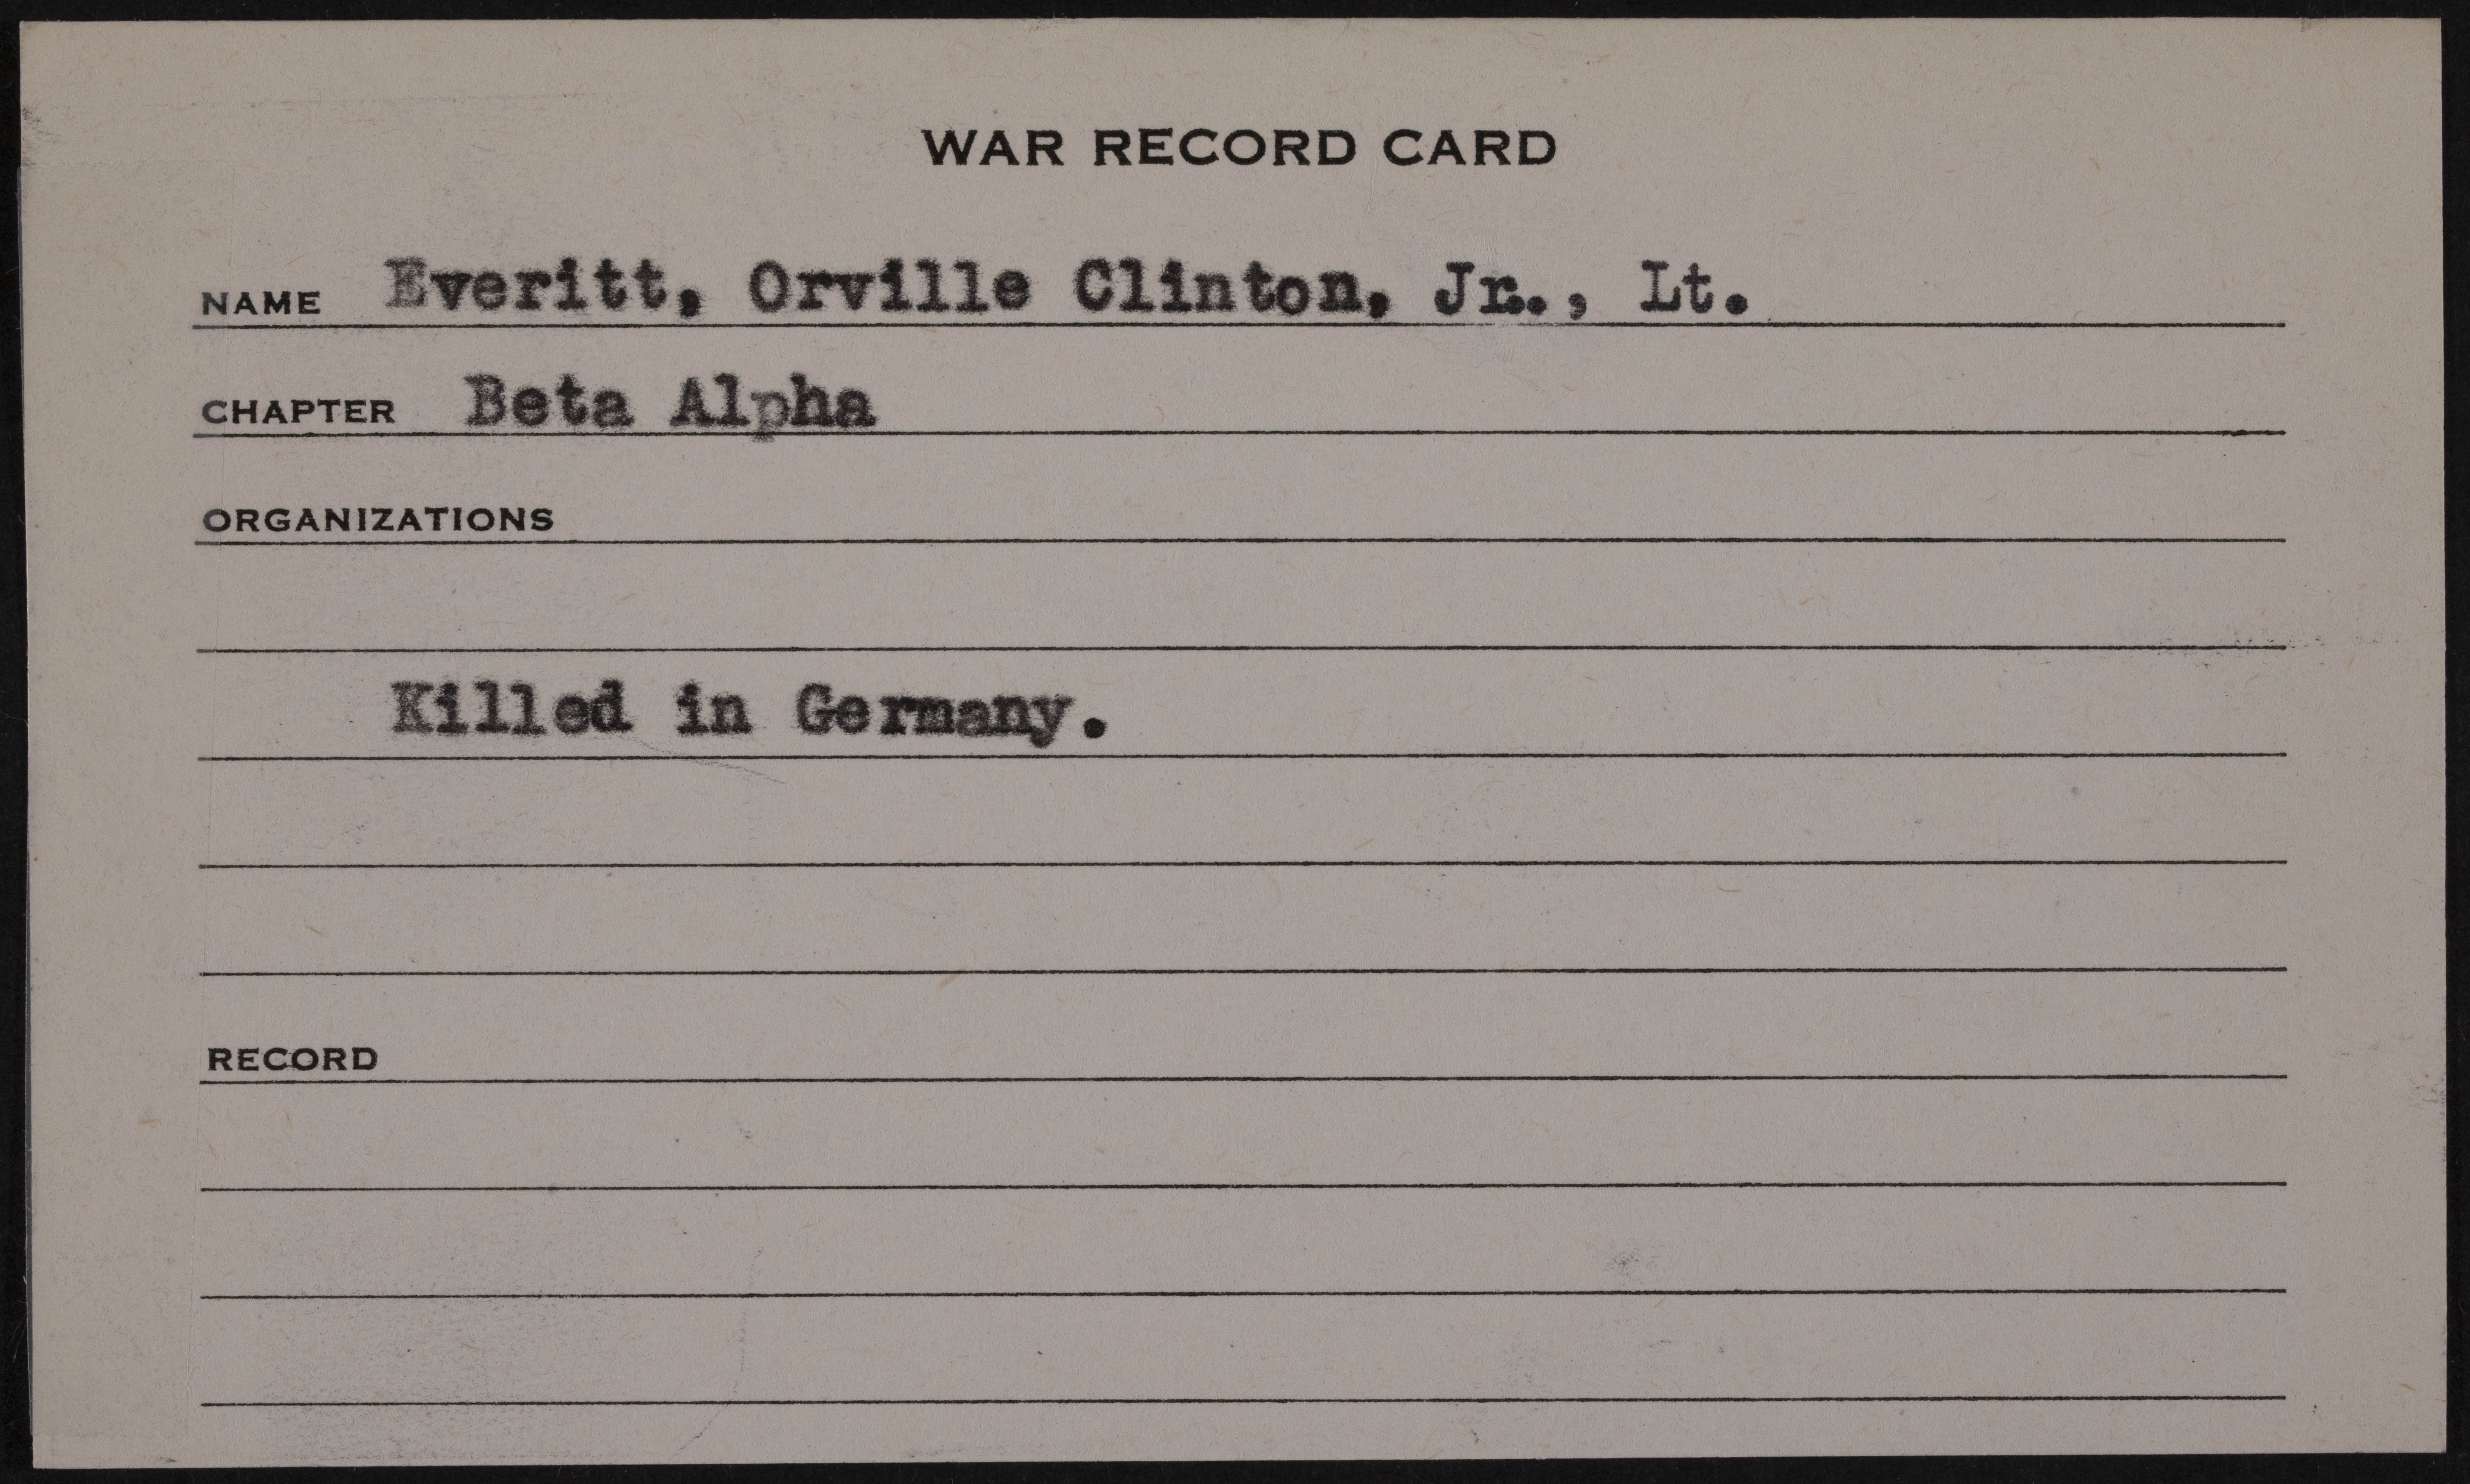 WAR RECORD CARD
NAME Everitt, Orville Clinton, Jr., Lt.
CHAPTER Beta Alpha
ORGANIZATIONS
Killed in Germany.
RECORD